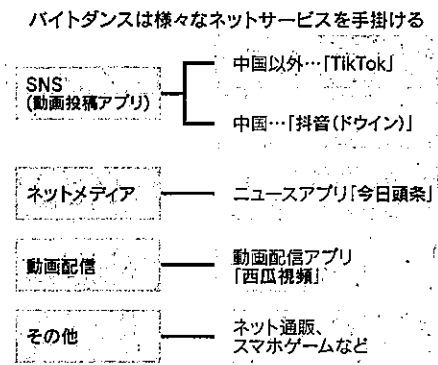 バイトダンスは様々なネットサービスを手掛ける
SNS
(動画投稿アプリ)
中国以外…「TikTok」
中国…「抖音(ドウイン)」
ネットメディア
ニュースアプリ「今日頭条」
動画配信
動画配信アプリ
「西瓜視頻」
その他
ネット通販、
スマホゲームなど